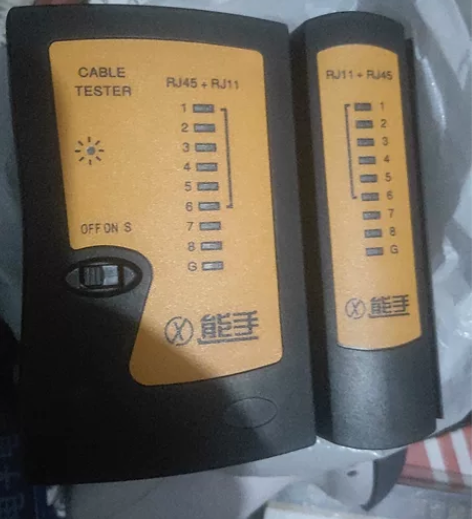 CABLE
TESTER
RJ45 + RJ11
1
2
3
4
5
6
7
8
G
OFF ON S
能手
RJ11 + RJ45
1
2
3
4
5
6
7
8
G
能手